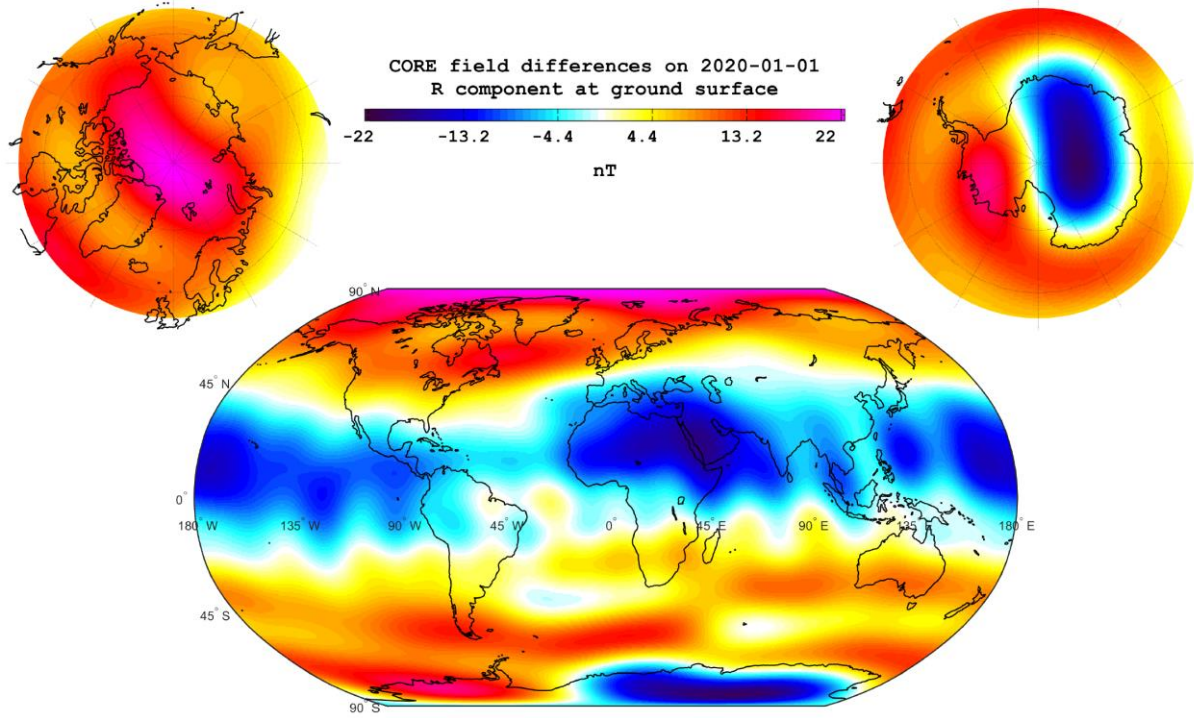 CORE field differences on 2020-01-01
R component at ground surface
-22 -13.2 -4.4 4.4 13.2 22
nT
90° N
45° N
0°
180° W 135° W 90° W 45° W 0° 45° E 90° E 135° E 180° E
45° S
90° S